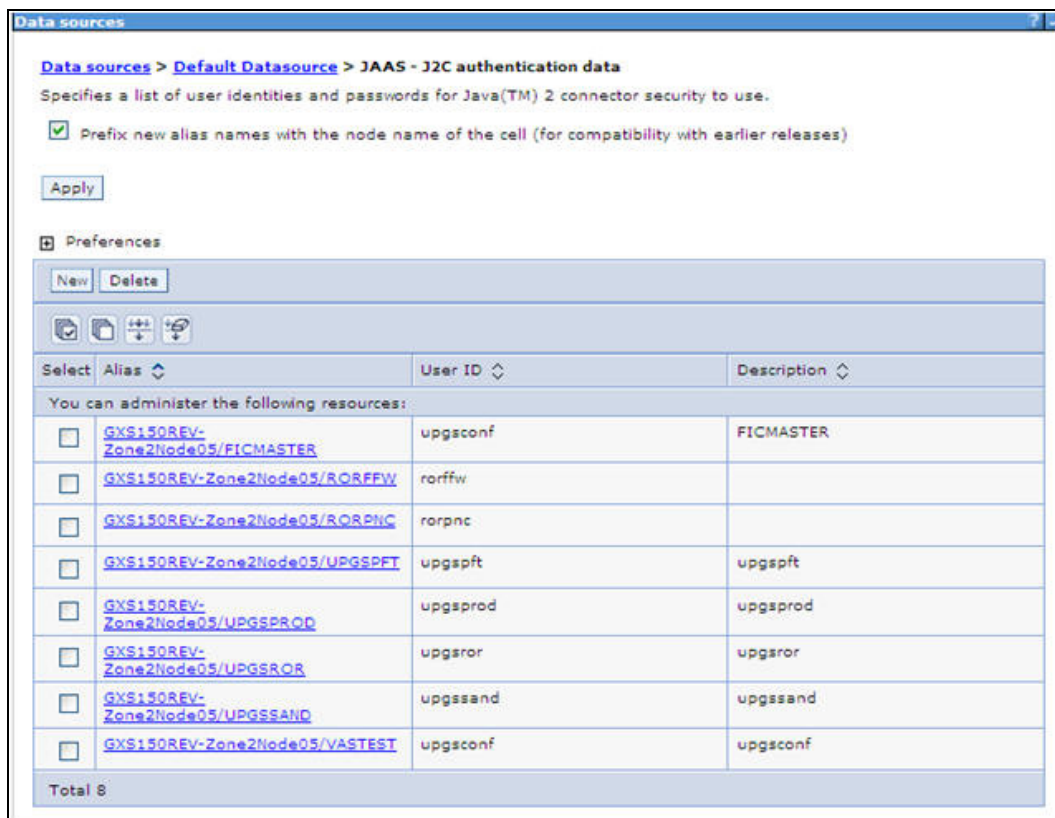 Data sources
?
Data sources > Default Datasource > JAAS - J2C authentication data
Specifies a list of user identities and passwords for Java(TM) 2 connector security to use.
Prefix new alias names with the node name of the cell (for compatibility with earlier releases)
Apply
Preferences
New Delete
Select Alias User ID Description
You can administer the following resources:
GXS150REV-
Zone2Node05/FICMASTER upgsconf FICMASTER
GXS150REV-Zone2Node05/RORFFW rorffw
GXS150REV-Zone2Node05/RORPNC rorpnc
GXS150REV-Zone2Node05/UPGSPFT upgspft upgspft
GXS150REV-
Zone2Node05/UPGSPROD upgsprod upgsprod
GXS150REV-
Zone2Node05/UPGSROR upgsror upgsror
GXS150REV-
Zone2Node05/UPGSSAND upgssand upgssand
GXS150REV-Zone2Node05/VASTEST upgsconf upgsconf
Total 8